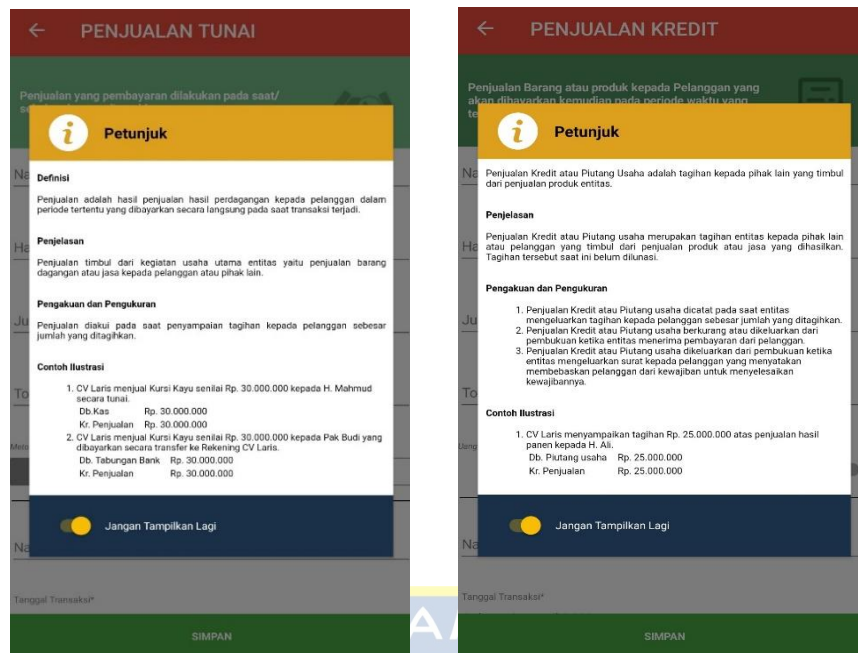 PENJUALAN TUNAI
Penjualan yang pembayaran dilakukan pada saat/
Petunjuk
Definisi
Penjualan adalah hasil penjualan hasil perdagangan kepada pelanggan dalam
periode tertentu yang dibayarkan secara langsung pada saat transaksi terjadi.
Penjelasan
Penjualan timbul dari kegiatan usaha utama entitas yaitu penjualan barang
dagangan atau jasa kepada pelanggan atau pihak lain.
Pengakuan dan Pengukuran
Penjualan diakui pada saat penyampaian tagihan kepada pelanggan sebesar
jumlah yang ditagihkan.
Contoh Ilustrasi
1. CV Laris menjual Kursi Kayu senilai Rp. 30.000.000 kepada H. Mahmud
secara tunai.
Db.Kas Rp. 30.000.000
Kr. Penjualan Rp. 30.000.000
2. CV Laris menjual Kursi Kayu senilai Rp. 30.000.000 kepada Pak Budi yang
dibayarkan secara transfer ke Rekening CV Laris.
Db. Tabungan Bank Rp. 30.000.000
Kr. Penjualan Rp. 30.000.000
Jangan Tampilkan Lagi
Tanggal Transaksi*
SIMPAN
PENJUALAN KREDIT
Penjualan Barang atau produk kepada Pelanggan yang
akan dibayarkan kemudian pada periode waktu yang
Petunjuk
Penjualan Kredit atau Piutang Usaha adalah tagihan kepada pihak lain yang timbul
dari penjualan produk entitas.
Penjelasan
Penjualan Kredit atau Piutang usaha merupakan tagihan entitas kepada pihak lain
atau pelanggan yang timbul dari penjualan produk atau jasa yang dihasilkan.
Tagihan tersebut saat ini belum dilunasi.
Pengakuan dan Pengukuran
1. Penjualan Kredit atau Piutang usaha dicatat pada saat entitas
mengeluarkan tagihan kepada pelanggan sebesar jumlah yang ditagihkan.
2. Penjualan Kredit atau Piutang usaha berkurang atau dikeluarkan dari
pembukuan ketika entitas menerima pembayaran dari pelanggan.
3. Penjualan Kredit atau Piutang usaha dikeluarkan dari pembukuan ketika
entitas mengeluarkan surat kepada pelanggan yang menyatakan
membebaskan pelanggan dari kewajiban untuk menyelesaikan
kewajibannya.
Contoh Ilustrasi
1. CV Laris menyampaikan tagihan Rp. 25.000.000 atas penjualan hasil
panen kepada H. Ali.
Db. Piutang usaha Rp. 25.000.000
Kr. Penjualan Rp. 25.000.000
Jangan Tampilkan Lagi
Tanggal Transaksi*
SIMPAN